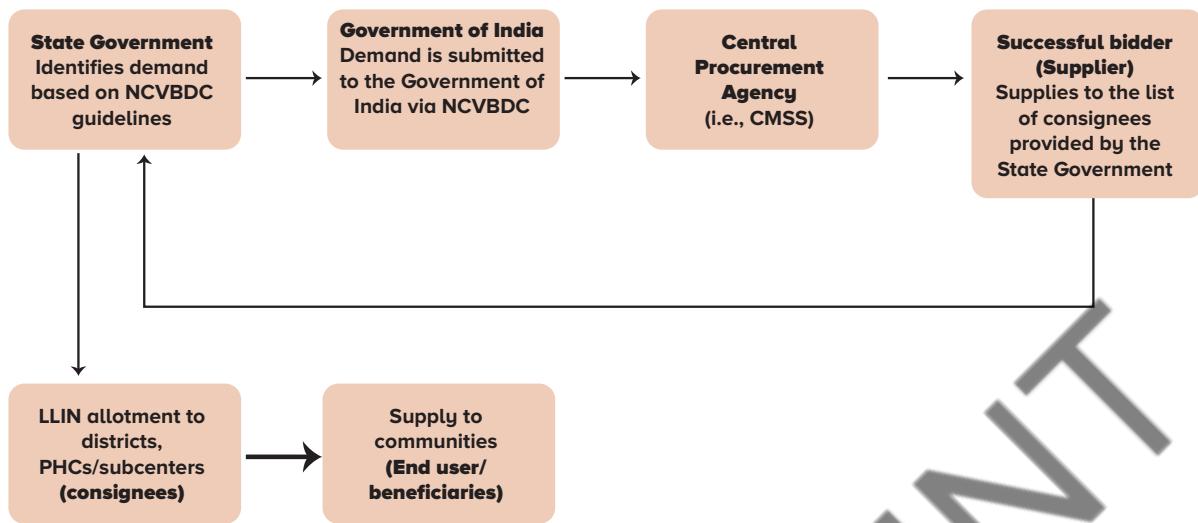 State Government
Identifies demand
based on NCVBDC
guidelines
Government of India
Demand is submitted
to the Government of
India via NCVBDC
Central
Procurement
Agency
(i.e., CMSS)
Successful bidder
(Supplier)
Supplies to the list
of consignees
provided by the
State Government
LLIN allotment to
districts,
PHCs/subcenters
(consignees)
Supply to
communities
(End user/
beneficiaries)
NT